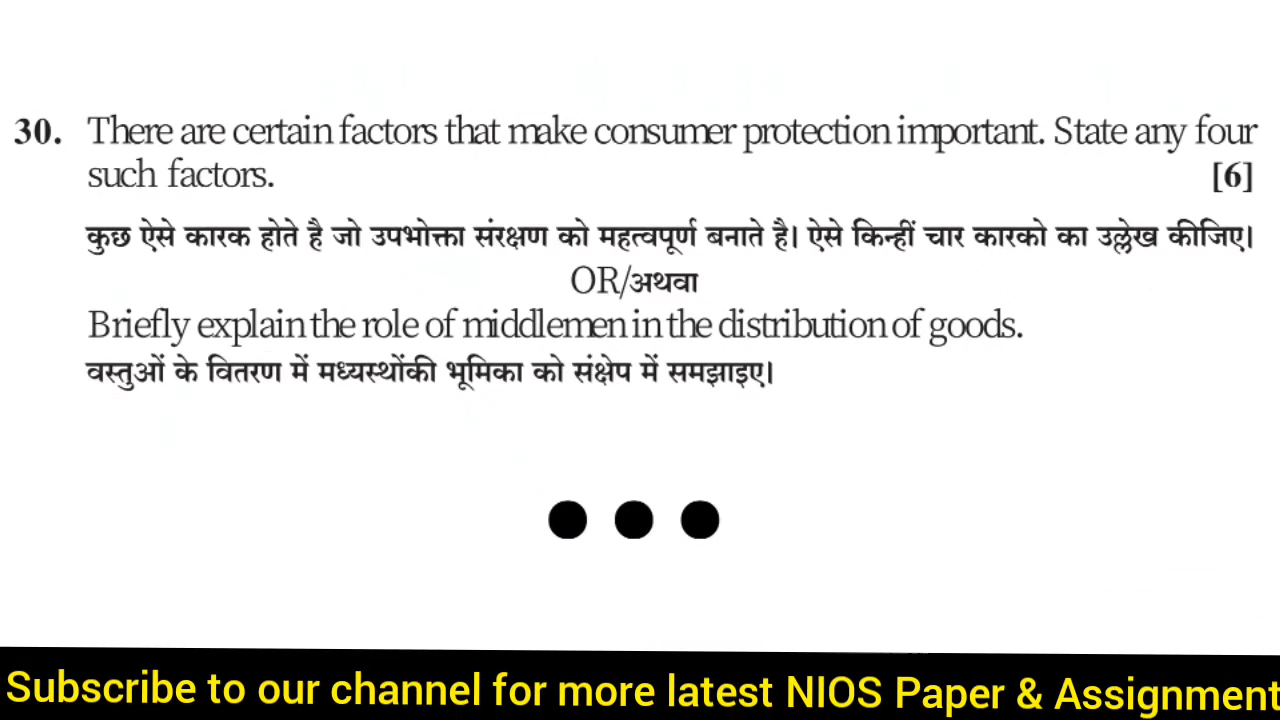 30. There are certain factors that make consumer protection important. State any four
such factors. [6]
कुछ ऐसे कारक होते है जो उपभोक्ता संरक्षण को महत्वपूर्ण बनाते है। ऐसे किन्हीं चार कारको का उल्लेख कीजिए।
OR/अथवा
Briefly explain the role of middlemen in the distribution of goods.
वस्तुओं के वितरण में मध्यस्थोंकी भूमिका को संक्षेप में समझाइए।
Subscribe to our channel for more latest NIOS Paper & Assignment